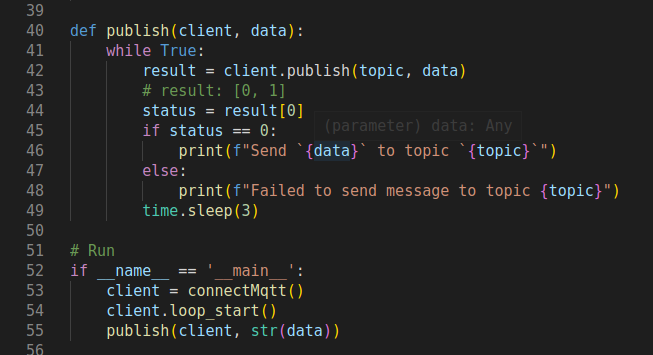 39
40 def publish(client, data):
41     while True:
42         result = client.publish(topic, data)
43         # result: [0, 1]
44         status = result[0]
(parameter) data: Any
45         if status == 0:
46             print(f"Send `{data}` to topic `{topic}`")
47         else:
48             print(f"Failed to send message to topic {topic}")
49         time.sleep(3)
50
51 # Run
52 if __name__ == '__main__':
53     client = connectMqtt()
54     client.loop_start()
55     publish(client, str(data))
56